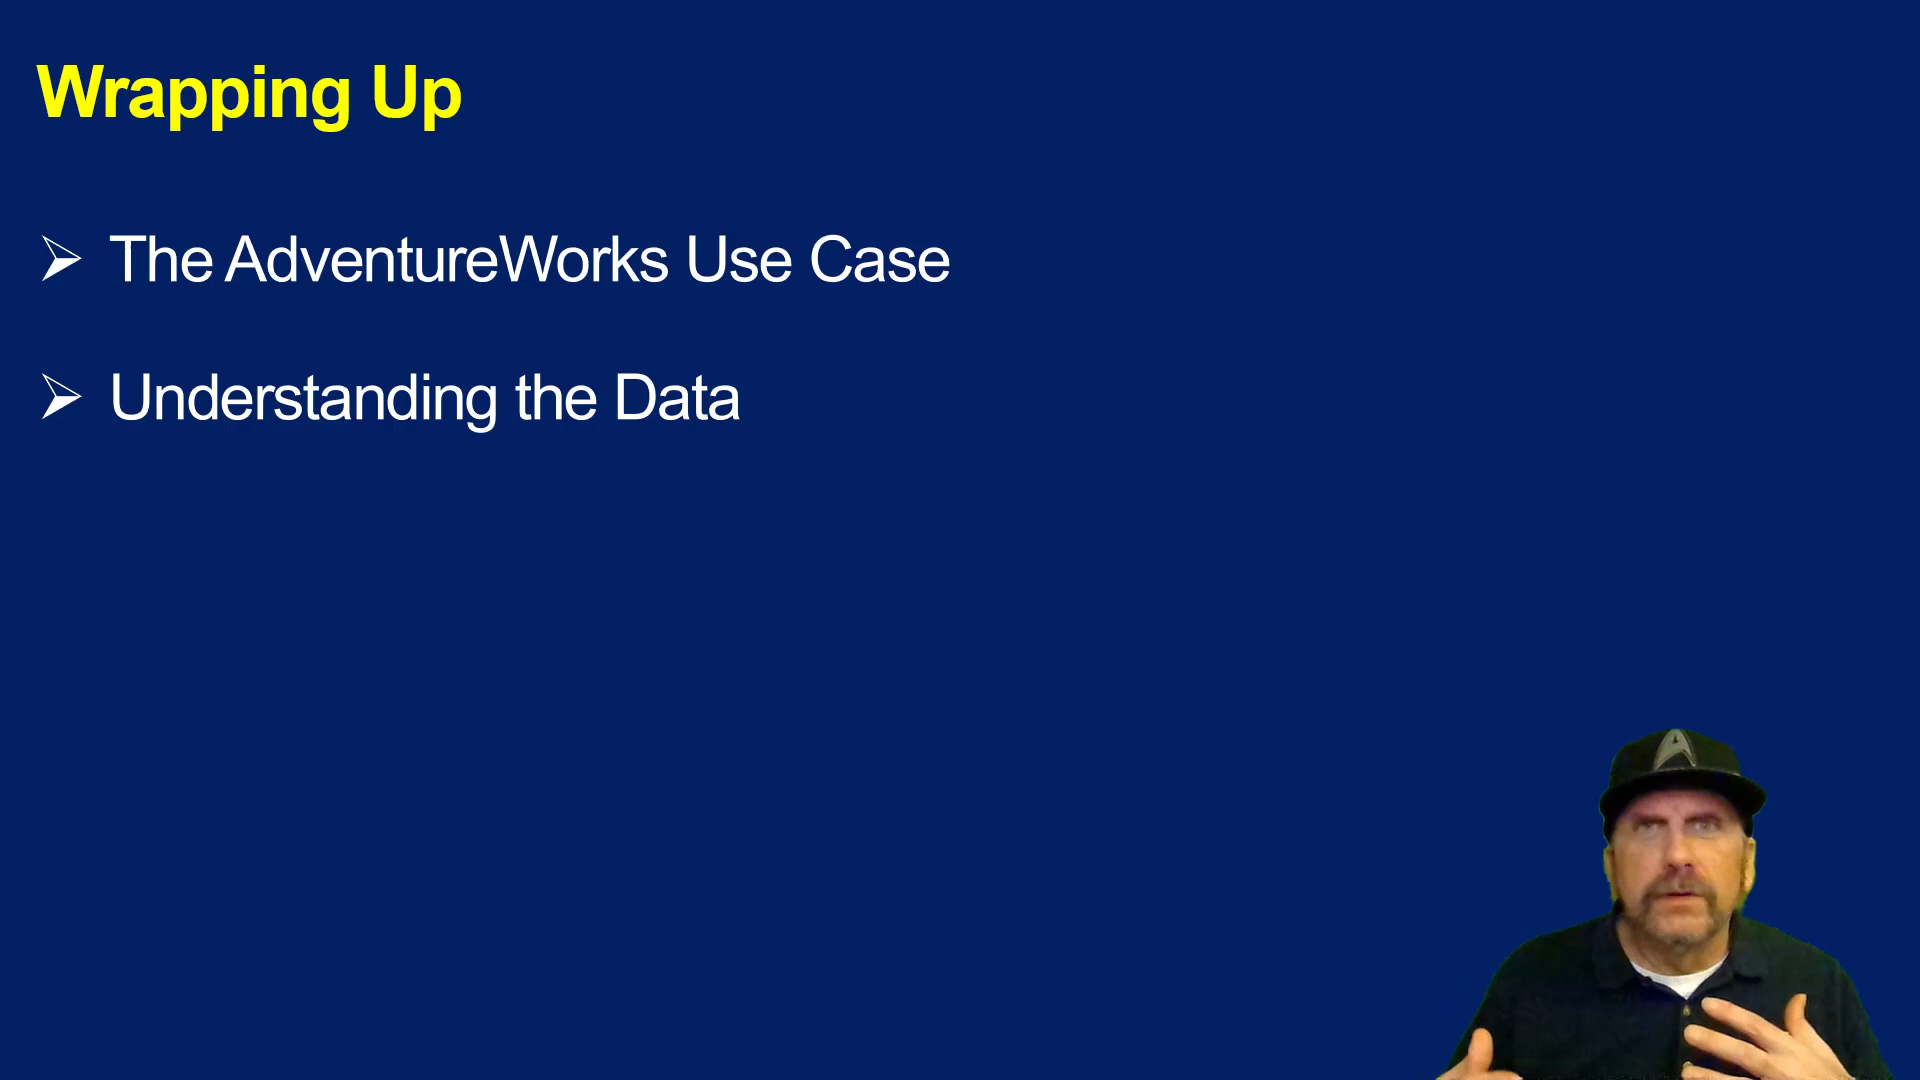 Wrapping Up
The AdventureWorks Use Case
Understanding the Data